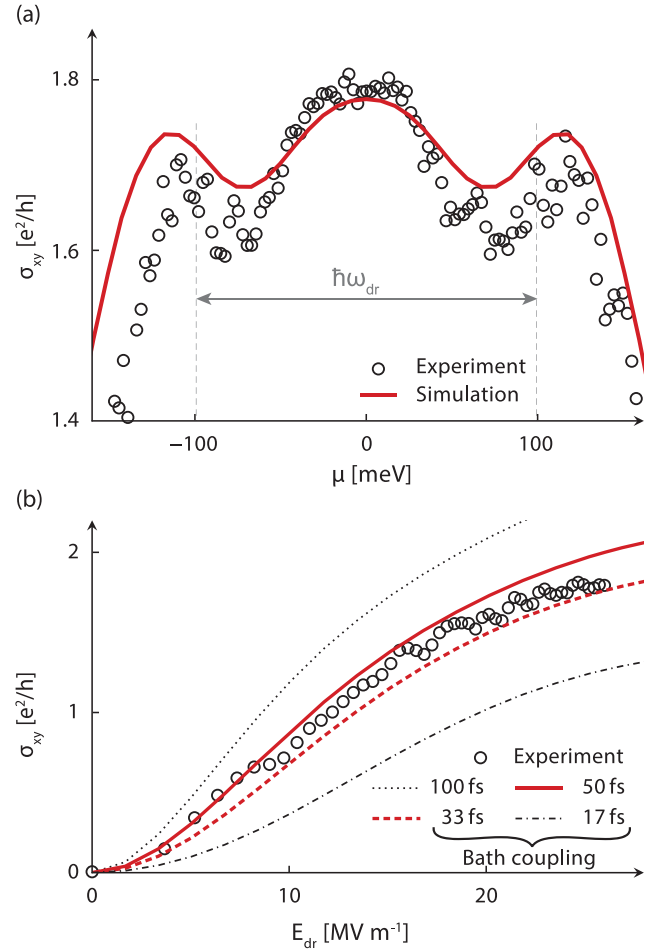 (a)
1.8
1.6
1.4
σxy [e²/h]
ħωdr
Experiment
Simulation
−100
0
100
μ [meV]
(b)
2
1
0
σxy [e²/h]
Experiment
100 fs
50 fs
33 fs
17 fs
Bath coupling
0
10
20
Edr [MV m⁻¹]